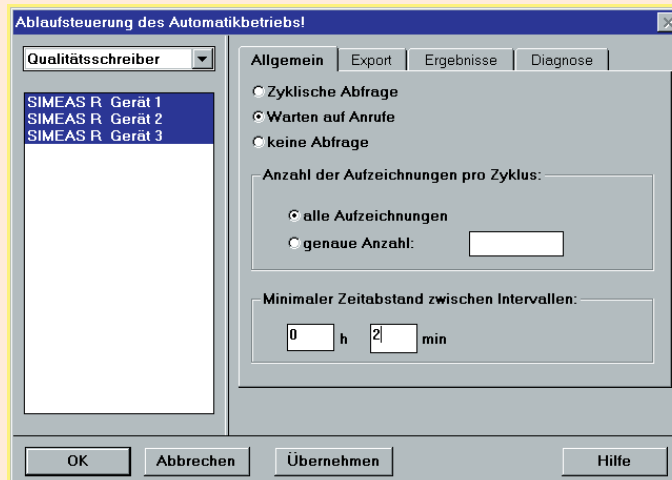 Ablaufsteuerung des Automatikbetriebs!
Qualitätsschreiber
SIMEAS R Gerät 1
SIMEAS R Gerät 2
SIMEAS R Gerät 3
Allgemein Export Ergebnisse Diagnose
Zyklische Abfrage
Warten auf Anrufe
keine Abfrage
Anzahl der Aufzeichnungen pro Zyklus:
alle Aufzeichnungen
genaue Anzahl:
Minimaler Zeitabstand zwischen Intervallen:
0 h 2 min
OK Abbrechen Übernehmen Hilfe